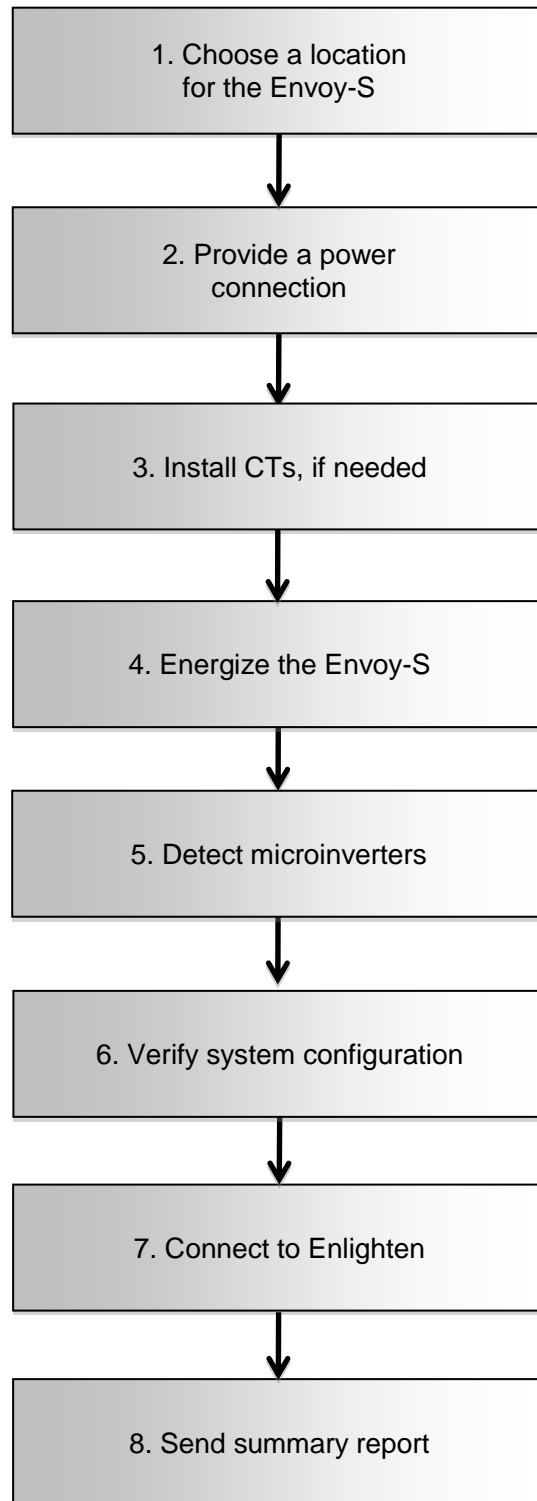 1. Choose a location
for the Envoy-S
2. Provide a power
connection
3. Install CTs, if needed
4. Energize the Envoy-S
5. Detect microinverters
6. Verify system configuration
7. Connect to Enlighten
8. Send summary report